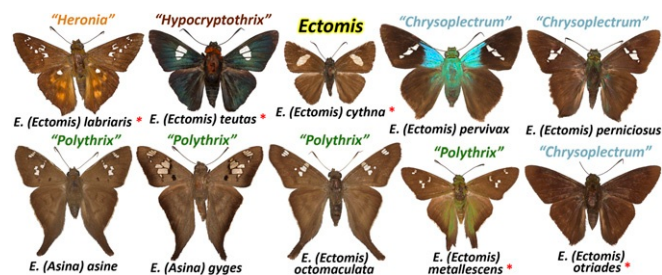 "Heronia" "Hypocryptothrix" Ectomis "Chrysoplectrum" "Chrysoplectrum"
E. (Ectomis) labriaris * E. (Ectomis) teutas * E. (Ectomis) cythna * E. (Ectomis) pervivax E. (Ectomis) perniciosus
"Polythrix" "Polythrix" "Polythrix" "Polythrix" "Chrysoplectrum"
E. (Asina) asine E. (Asina) gyges E. (Ectomis) octomaculata E. (Ectomis) metallescens * E. (Ectomis) otriades *